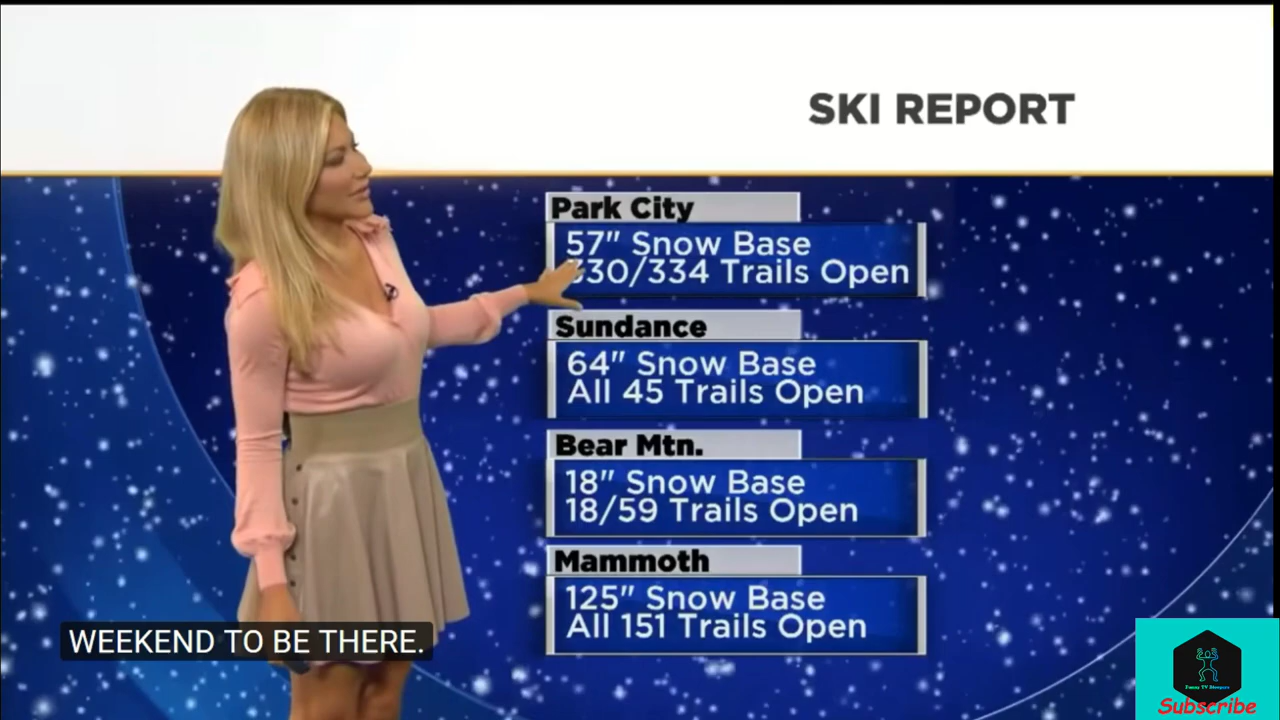 SKI REPORT
Park City
57" Snow Base
330/334 Trails Open
Sundance
64" Snow Base
All 45 Trails Open
Bear Mtn.
18" Snow Base
18/59 Trails Open
Mammoth
125" Snow Base
All 151 Trails Open
WEEKEND TO BE THERE.
Subscribe